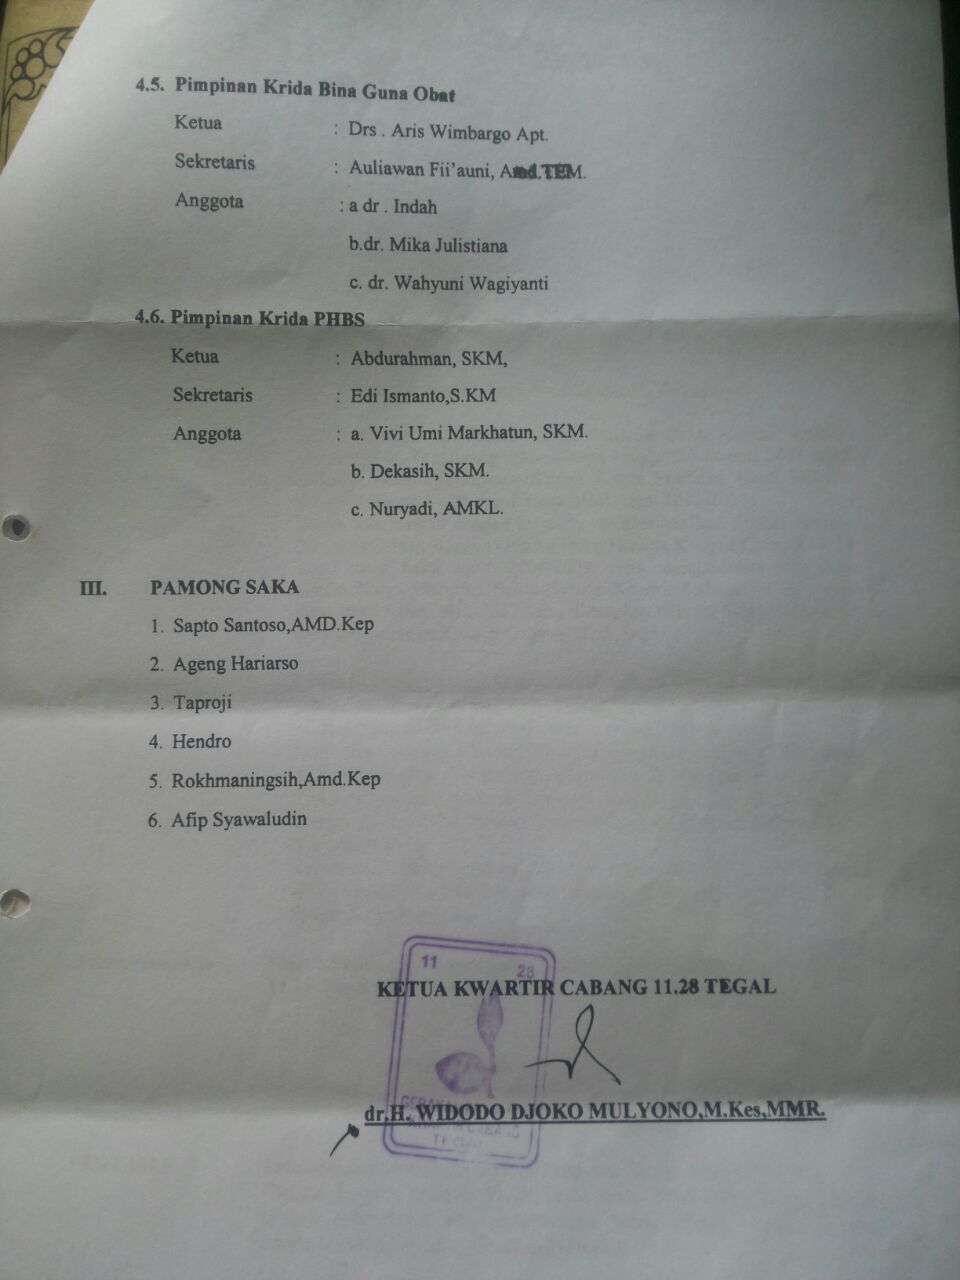 4.5. Pimpinan Krida Bina Guna Obat
Ketua : Drs . Aris Wimbargo Apt.
Sekretaris : Auliawan Fii'auni, Amd.TEM.
Anggota : a dr . Indah
b.dr. Mika Julistiana
c. dr. Wahyuni Wagiyanti
4.6. Pimpinan Krida PHBS
Ketua : Abdurahman, SKM,
Sekretaris : Edi Ismanto,S.KM
Anggota : a. Vivi Umi Markhatun, SKM.
b. Dekasih, SKM.
c. Nuryadi, AMKL.
III. PAMONG SAKA
1. Sapto Santoso,AMD.Kep
2. Ageng Hariarso
3. Taproji
4. Hendro
5. Rokhmaningsih,Amd.Kep
6. Afip Syawaludin
11 28
KETUA KWARTIR CABANG 11.28 TEGAL
dr.H. WIDODO DJOKO MULYONO,M.Kes,MMR.
TEGAL